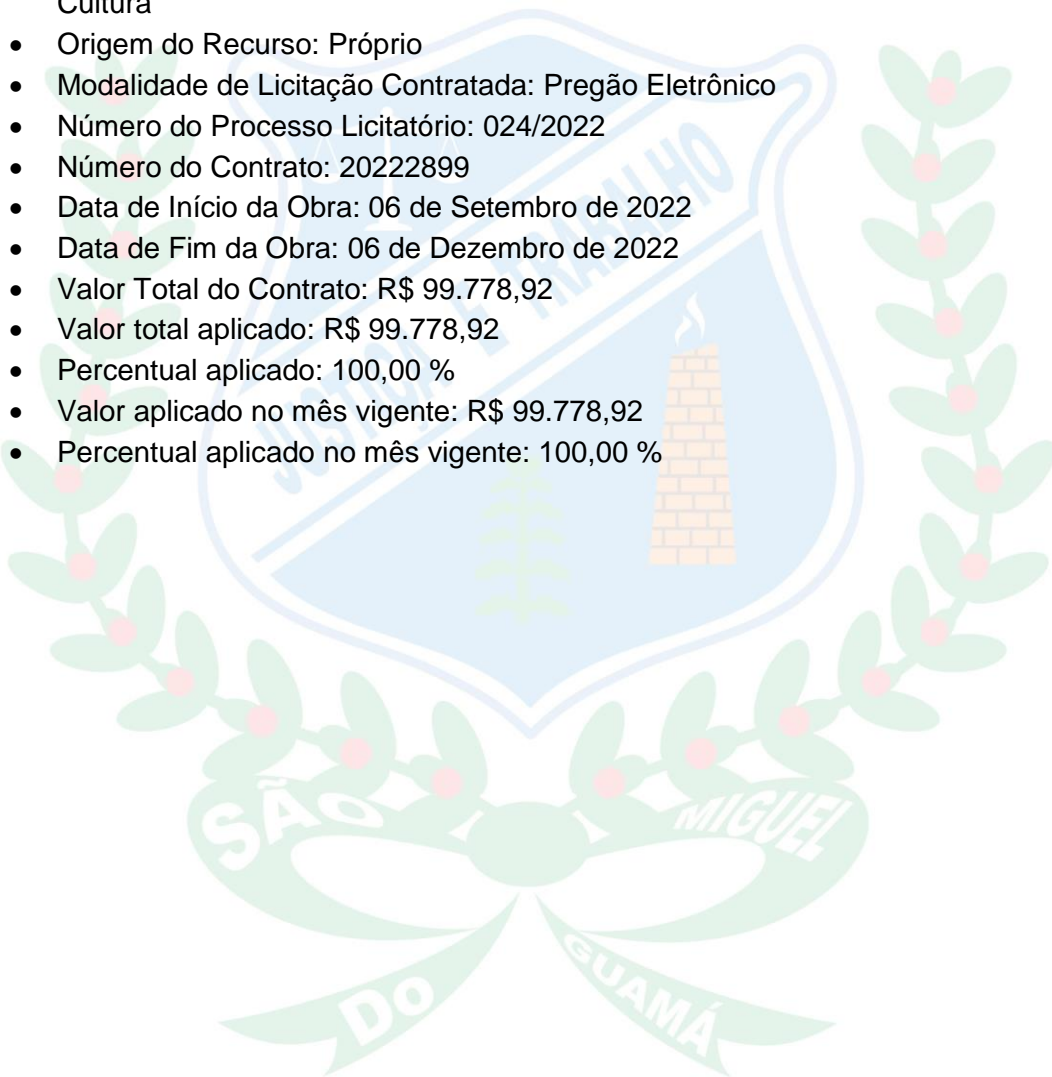 Cultura
• Origem do Recurso: Próprio
• Modalidade de Licitação Contratada: Pregão Eletrônico
• Número do Processo Licitatório: 024/2022
• Número do Contrato: 20222899
• Data de Início da Obra: 06 de Setembro de 2022
• Data de Fim da Obra: 06 de Dezembro de 2022
• Valor Total do Contrato: R$ 99.778,92
• Valor total aplicado: R$ 99.778,92
• Percentual aplicado: 100,00 %
• Valor aplicado no mês vigente: R$ 99.778,92
• Percentual aplicado no mês vigente: 100,00 %
JUSTIÇA E TRABALHO
SÃO MIGUEL
DO GUAMÁ